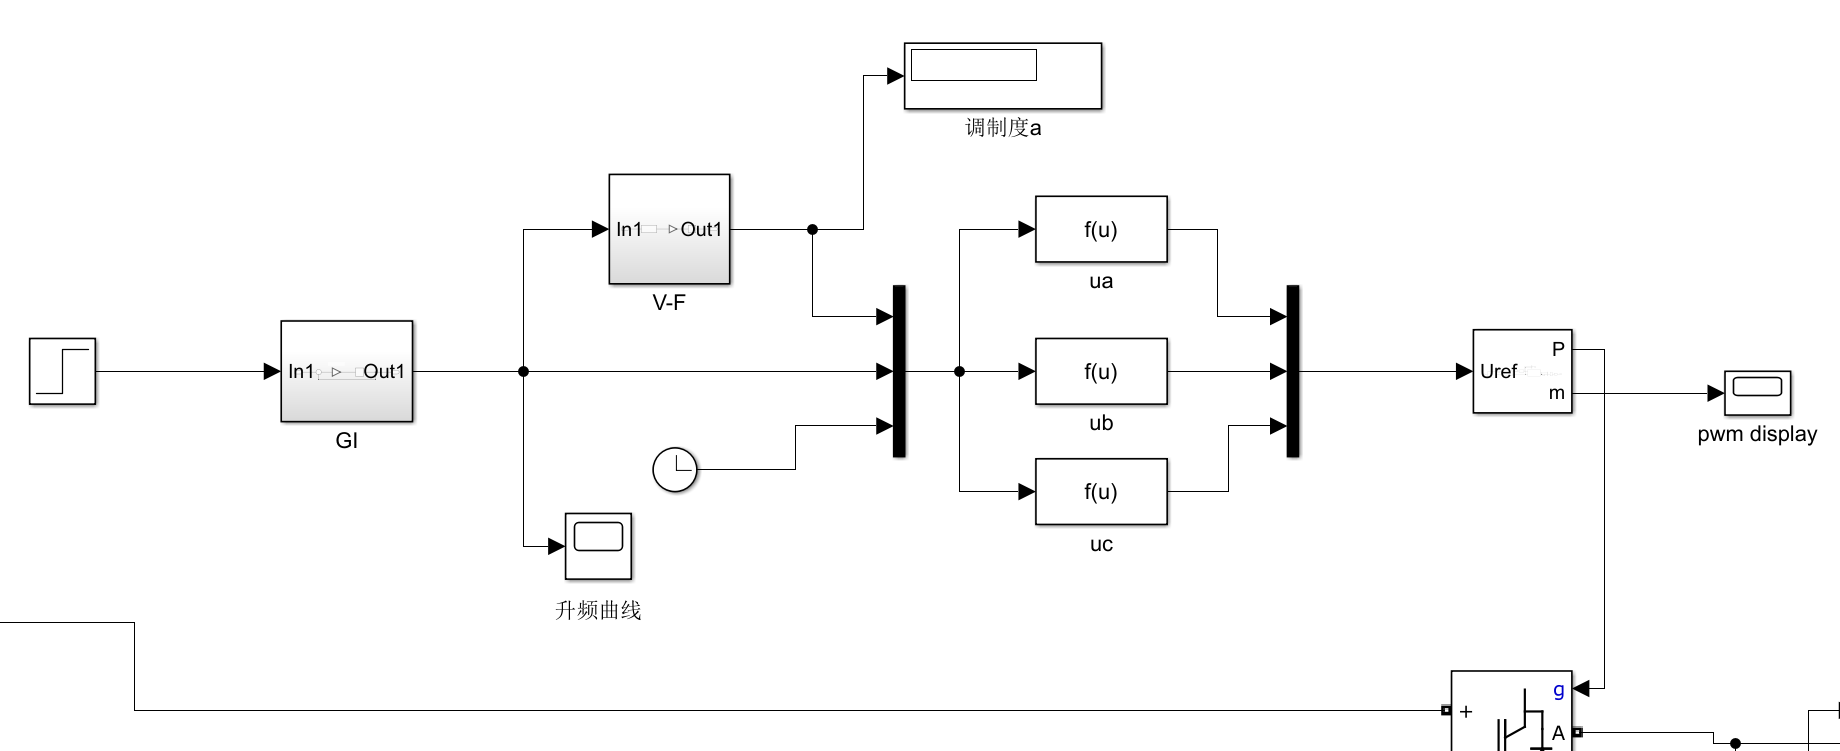 调制度a
In1
Out1
V-F
f(u)
ua
In1
Out1
GI
f(u)
ub
Uref
P
m
pwm display
f(u)
uc
升频曲线
g
+
A